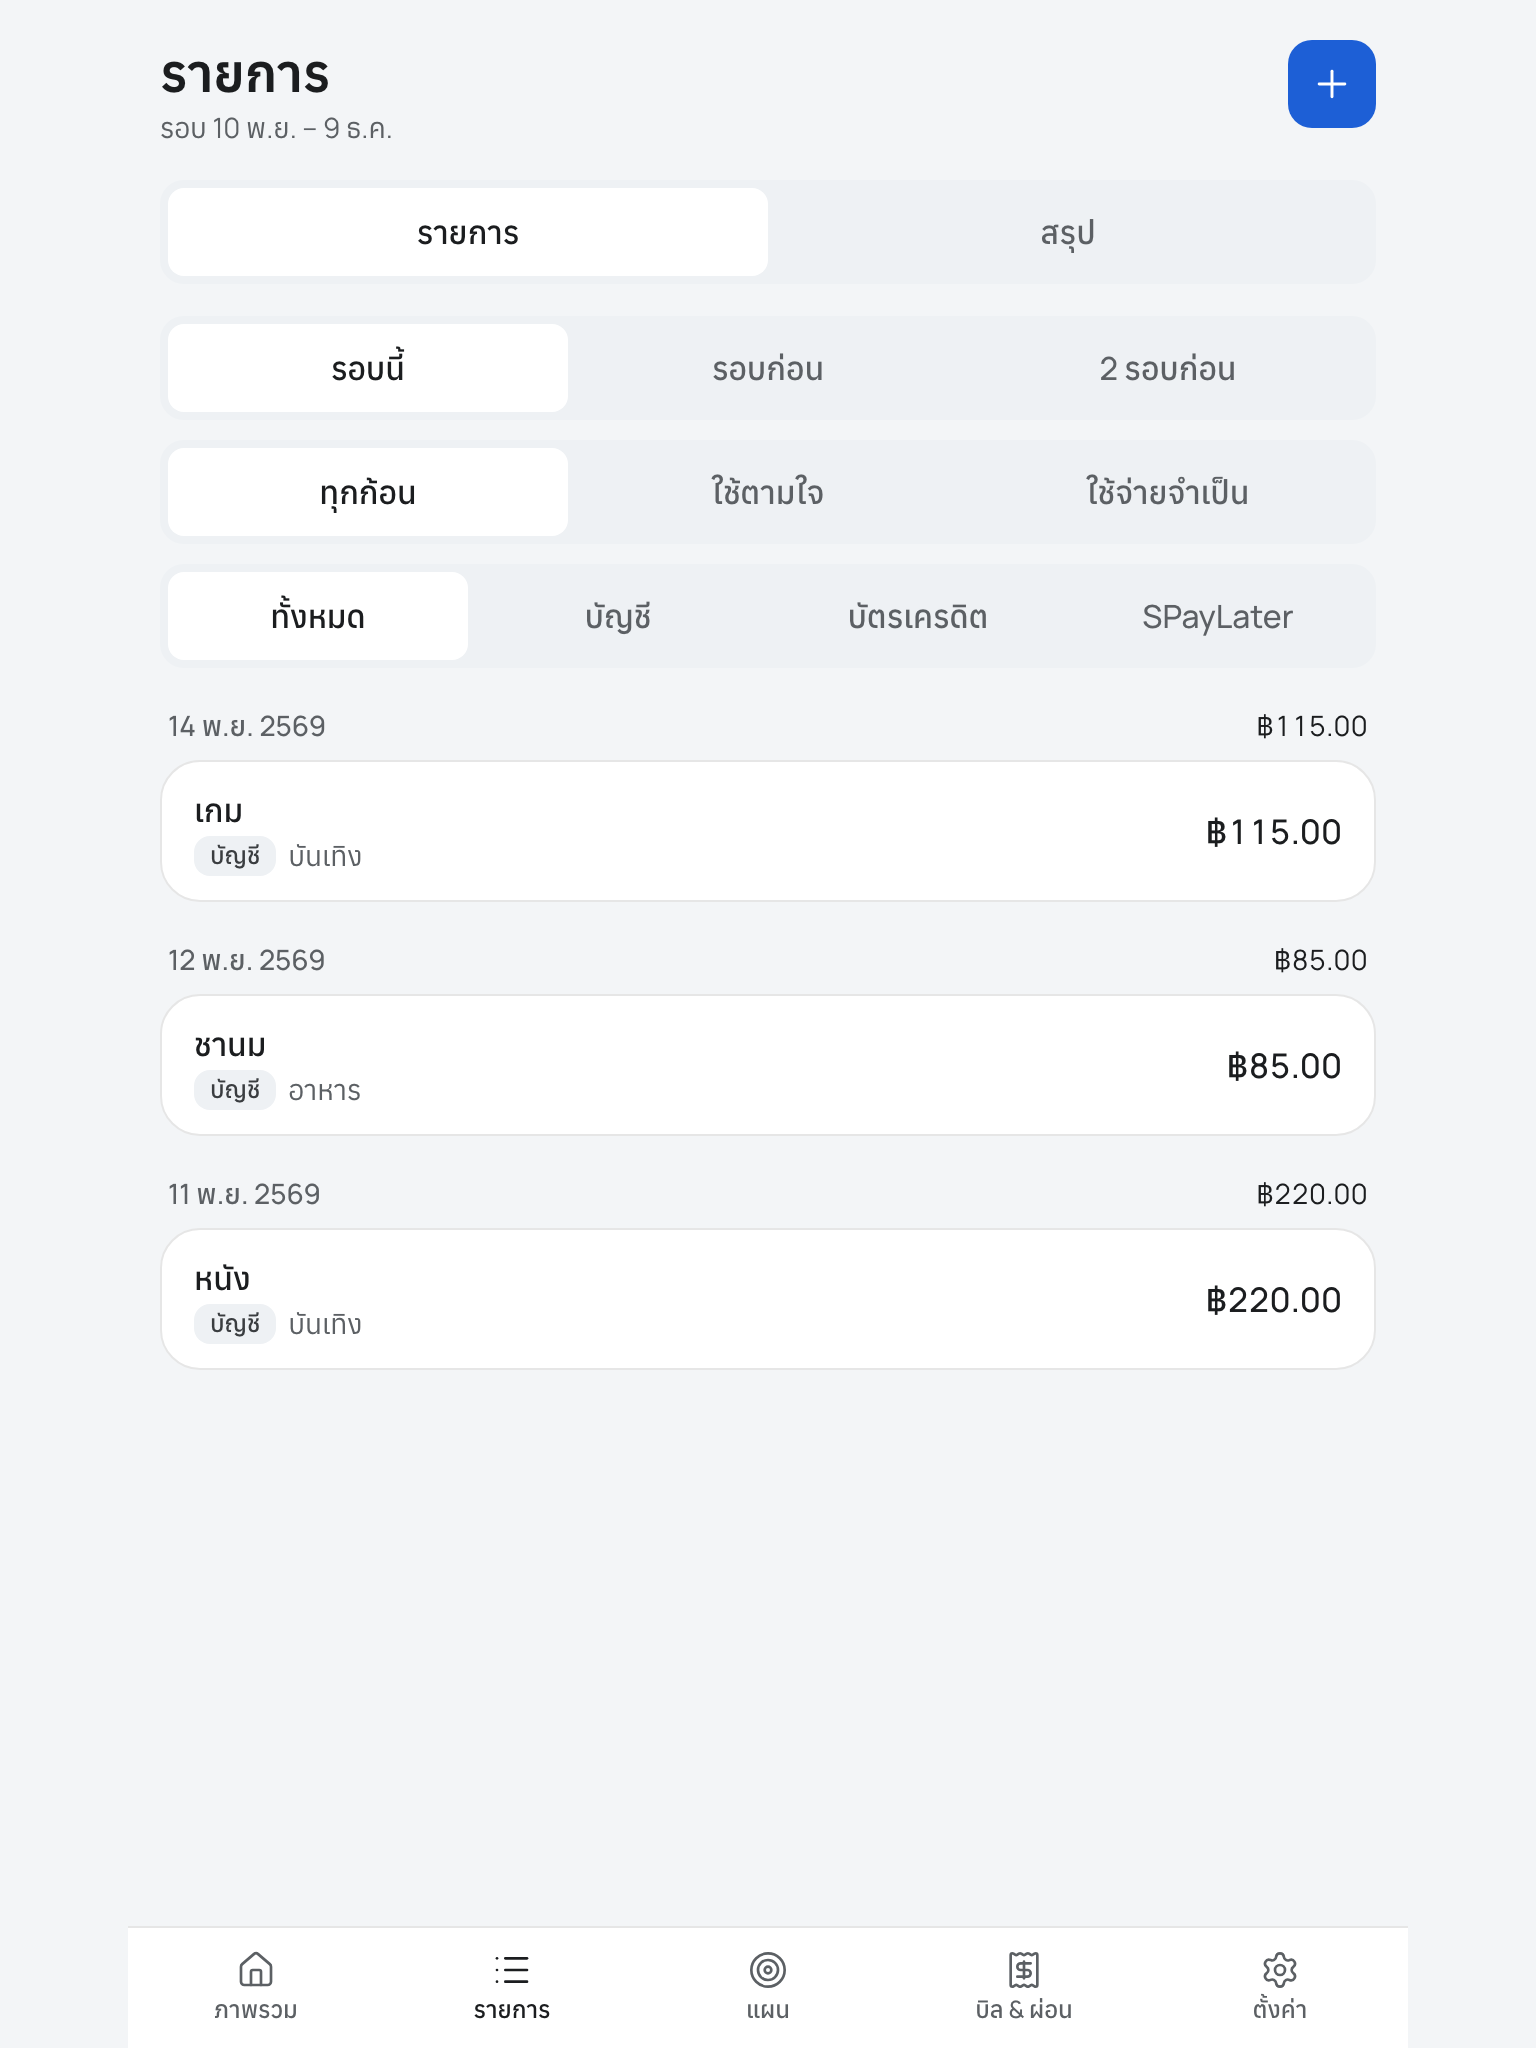 รายการ
รอบ 10 พ.ย. – 9 ธ.ค.
รายการ สรุป
รอบนี้ รอบก่อน 2 รอบก่อน
ทุกก้อน ใช้ตามใจ ใช้จ่ายจำเป็น
ทั้งหมด บัญชี บัตรเครดิต SPayLater
14 พ.ย. 2569 ฿115.00
เกม
บัญชี บันเทิง ฿115.00
12 พ.ย. 2569 ฿85.00
ชานม
บัญชี อาหาร ฿85.00
11 พ.ย. 2569 ฿220.00
หนัง
บัญชี บันเทิง ฿220.00
ภาพรวม รายการ แผน บิล & ผ่อน ตั้งค่า